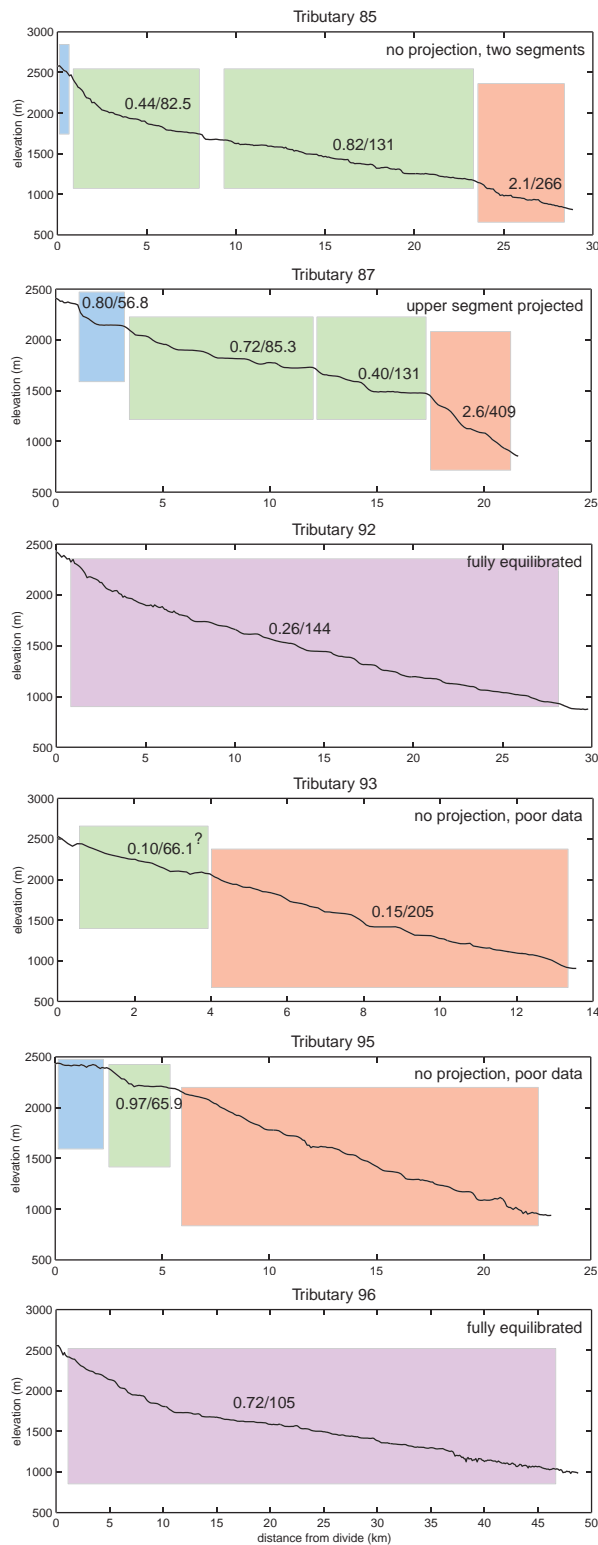 Tributary 85
3000
no projection, two segments
2500
0.44/82.5
2000
elevation (m)
0.82/131
1500
2.1/266
1000
500
0 5 10 15 20 25 30
Tributary 87
2500
0.80/56.8
upper segment projected
2000
0.72/85.3
elevation (m)
0.40/131
1500
2.6/409
1000
500
0 5 10 15 20 25
Tributary 92
2500
fully equilibrated
2000
elevation (m)
0.26/144
1500
1000
500
0 5 10 15 20 25 30
Tributary 93
3000
no projection, poor data
2500
0.10/66.1 ?
2000
elevation (m)
0.15/205
1500
1000
500
0 2 4 6 8 10 12 14
Tributary 95
2500
no projection, poor data
2000
0.97/65.9
elevation (m)
1500
1000
500
0 5 10 15 20 25
Tributary 96
3000
fully equilibrated
2500
2000
elevation (m)
0.72/105
1500
1000
500
0 5 10 15 20 25 30 35 40 45 50
distance from divide (km)